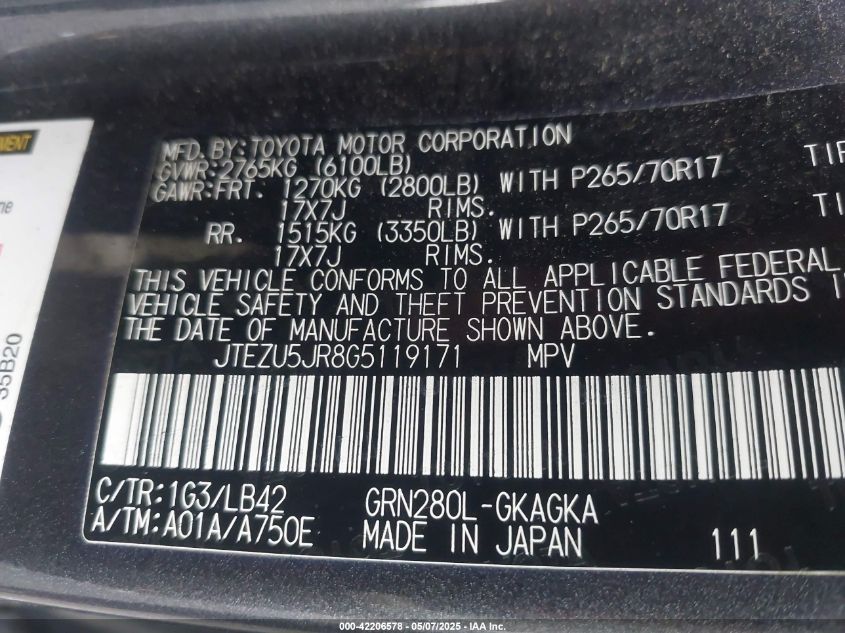 MFD. BY: TOYOTA MOTOR CORPORATION
GVWR: 2765KG (6100LB)
GAWR: FRT. 1270KG (2800LB) WITH P265/70R17 TI
17X7J RIMS.
RR. 1515KG (3350LB) WITH P265/70R17 TI
17X7J RIMS.
THIS VEHICLE CONFORMS TO ALL APPLICABLE FEDERAL
VEHICLE SAFETY AND THEFT PREVENTION STANDARDS I
THE DATE OF MANUFACTURE SHOWN ABOVE.
JTEZU5JR8G5119171 MPV
C/TR: 1G3/LB42 GRN280L-GKAGKA
A/TM: A01A/A750E MADE IN JAPAN 111
35B20
000-42206578 - 05/07/2025 - IAA Inc.